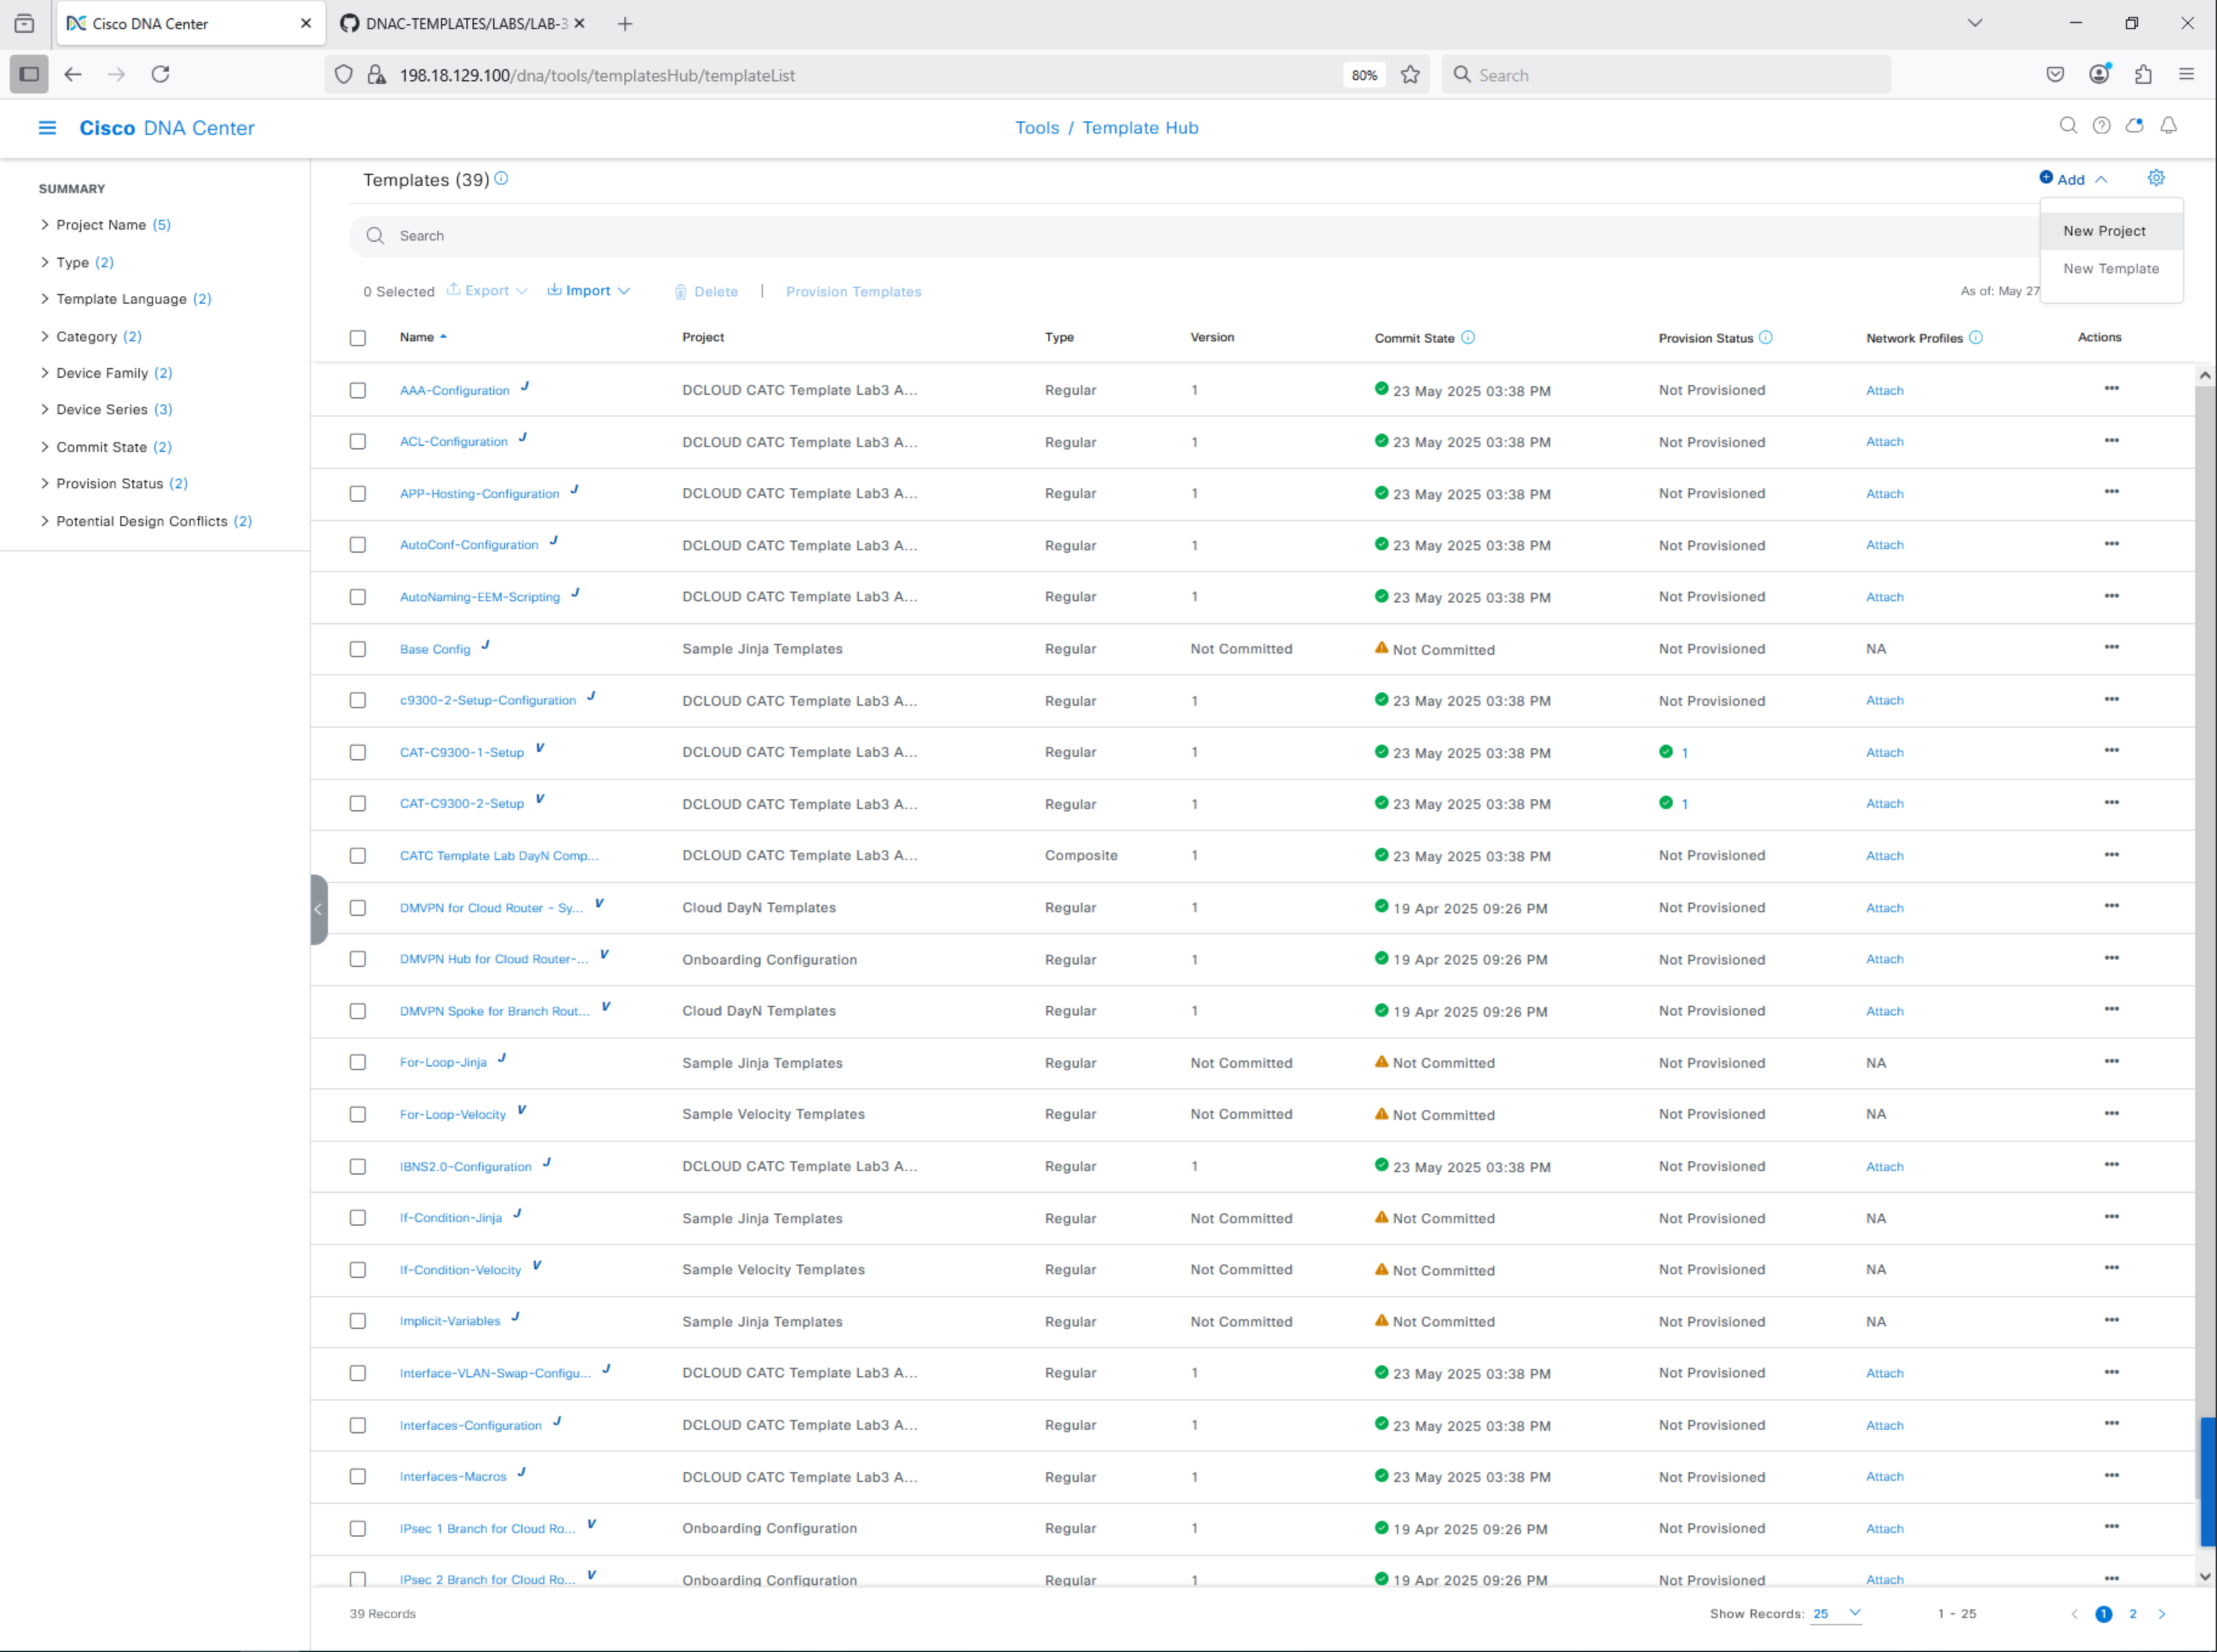 Cisco DNA Center
DNAC-TEMPLATES/LABS/LAB-3
198.18.129.100/dna/tools/templatesHub/templateList
80%
Search
Cisco DNA Center
Tools / Template Hub
SUMMARY
Project Name (5)
Type (2)
Template Language (2)
Category (2)
Device Family (2)
Device Series (3)
Commit State (2)
Provision Status (2)
Potential Design Conflicts (2)
Templates (39)
Add
New Project
New Template
Search
0 Selected Export Import Delete | Provision Templates As of: May 27
Name Project Type Version Commit State Provision Status Network Profiles Actions
AAA-Configuration J DCLOUD CATC Template Lab3 A... Regular 1 23 May 2025 03:38 PM Not Provisioned Attach ...
ACL-Configuration J DCLOUD CATC Template Lab3 A... Regular 1 23 May 2025 03:38 PM Not Provisioned Attach ...
APP-Hosting-Configuration J DCLOUD CATC Template Lab3 A... Regular 1 23 May 2025 03:38 PM Not Provisioned Attach ...
AutoConf-Configuration J DCLOUD CATC Template Lab3 A... Regular 1 23 May 2025 03:38 PM Not Provisioned Attach ...
AutoNaming-EEM-Scripting J DCLOUD CATC Template Lab3 A... Regular 1 23 May 2025 03:38 PM Not Provisioned Attach ...
Base Config J Sample Jinja Templates Regular Not Committed Not Committed Not Provisioned NA ...
c9300-2-Setup-Configuration J DCLOUD CATC Template Lab3 A... Regular 1 23 May 2025 03:38 PM Not Provisioned Attach ...
CAT-C9300-1-Setup V DCLOUD CATC Template Lab3 A... Regular 1 23 May 2025 03:38 PM 1 Attach ...
CAT-C9300-2-Setup V DCLOUD CATC Template Lab3 A... Regular 1 23 May 2025 03:38 PM 1 Attach ...
CATC Template Lab DayN Comp... DCLOUD CATC Template Lab3 A... Composite 1 23 May 2025 03:38 PM Not Provisioned Attach ...
DMVPN for Cloud Router - Sy... V Cloud DayN Templates Regular 1 19 Apr 2025 09:26 PM Not Provisioned Attach ...
DMVPN Hub for Cloud Router-... V Onboarding Configuration Regular 1 19 Apr 2025 09:26 PM Not Provisioned Attach ...
DMVPN Spoke for Branch Rout... V Cloud DayN Templates Regular 1 19 Apr 2025 09:26 PM Not Provisioned Attach ...
For-Loop-Jinja J Sample Jinja Templates Regular Not Committed Not Committed Not Provisioned NA ...
For-Loop-Velocity V Sample Velocity Templates Regular Not Committed Not Committed Not Provisioned NA ...
IBNS2.0-Configuration J DCLOUD CATC Template Lab3 A... Regular 1 23 May 2025 03:38 PM Not Provisioned Attach ...
If-Condition-Jinja J Sample Jinja Templates Regular Not Committed Not Committed Not Provisioned NA ...
If-Condition-Velocity V Sample Velocity Templates Regular Not Committed Not Committed Not Provisioned NA ...
Implicit-Variables J Sample Jinja Templates Regular Not Committed Not Committed Not Provisioned NA ...
Interface-VLAN-Swap-Configu... J DCLOUD CATC Template Lab3 A... Regular 1 23 May 2025 03:38 PM Not Provisioned Attach ...
Interfaces-Configuration J DCLOUD CATC Template Lab3 A... Regular 1 23 May 2025 03:38 PM Not Provisioned Attach ...
Interfaces-Macros J DCLOUD CATC Template Lab3 A... Regular 1 23 May 2025 03:38 PM Not Provisioned Attach ...
IPsec 1 Branch for Cloud Ro... V Onboarding Configuration Regular 1 19 Apr 2025 09:26 PM Not Provisioned Attach ...
IPsec 2 Branch for Cloud Ro... V Onboarding Configuration Regular 1 19 Apr 2025 09:26 PM Not Provisioned Attach ...
39 Records Show Records: 25 1 - 25 1 2